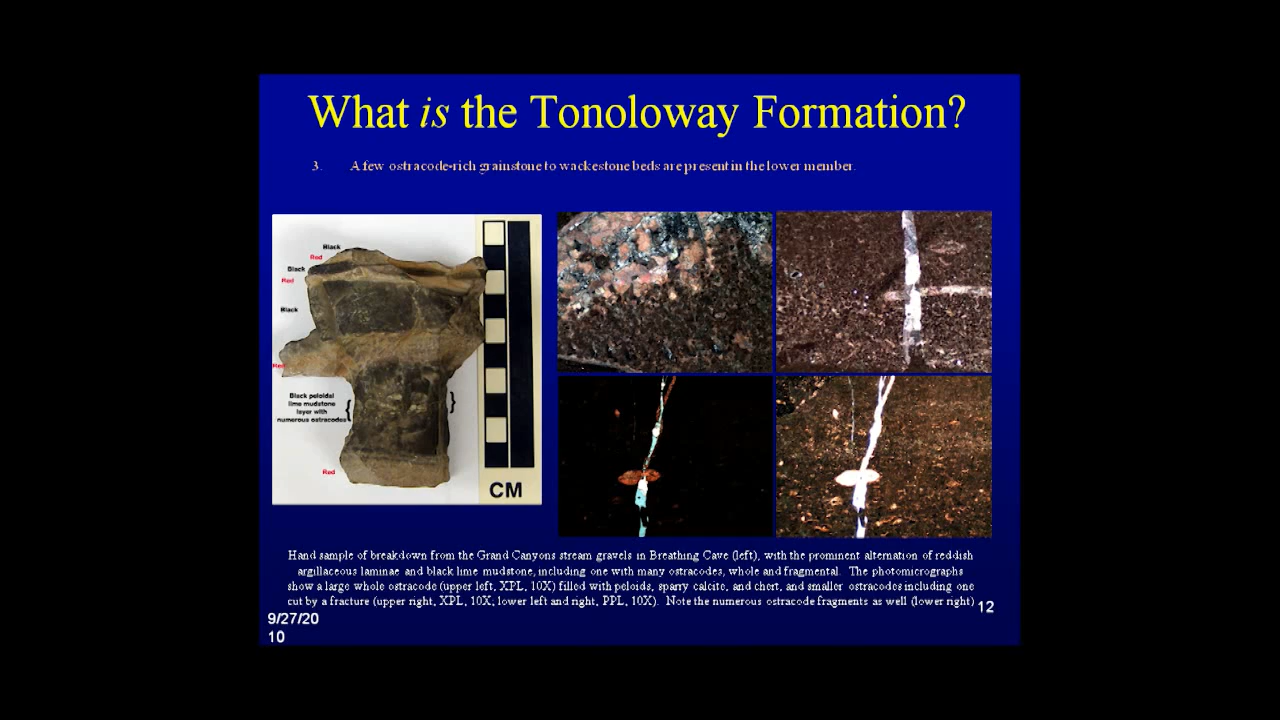 What is the Tonoloway Formation?
3. A few ostracode-rich grainstone to wackestone beds are present in the lower member.
Black
Red
Black
Red
Black
Red
Black peloidal
lime mudstone
layer with
numerous ostracodes
Red
CM
Hand sample of breakdown from the Grand Canyons stream gravels in Breathing Cave (left), with the prominent alternation of reddish
argillaceous laminae and black lime mudstone, including one with many ostracodes, whole and fragmental. The photomicrographs
show a large whole ostracode (upper left, XPL, 10X) filled with peloids, sparry calcite, and chert, and smaller ostracodes including one
cut by a fracture (upper right, XPL, 10X; lower left and right, PPL, 10X). Note the numerous ostracode fragments as well (lower right)
12
9/27/20
10